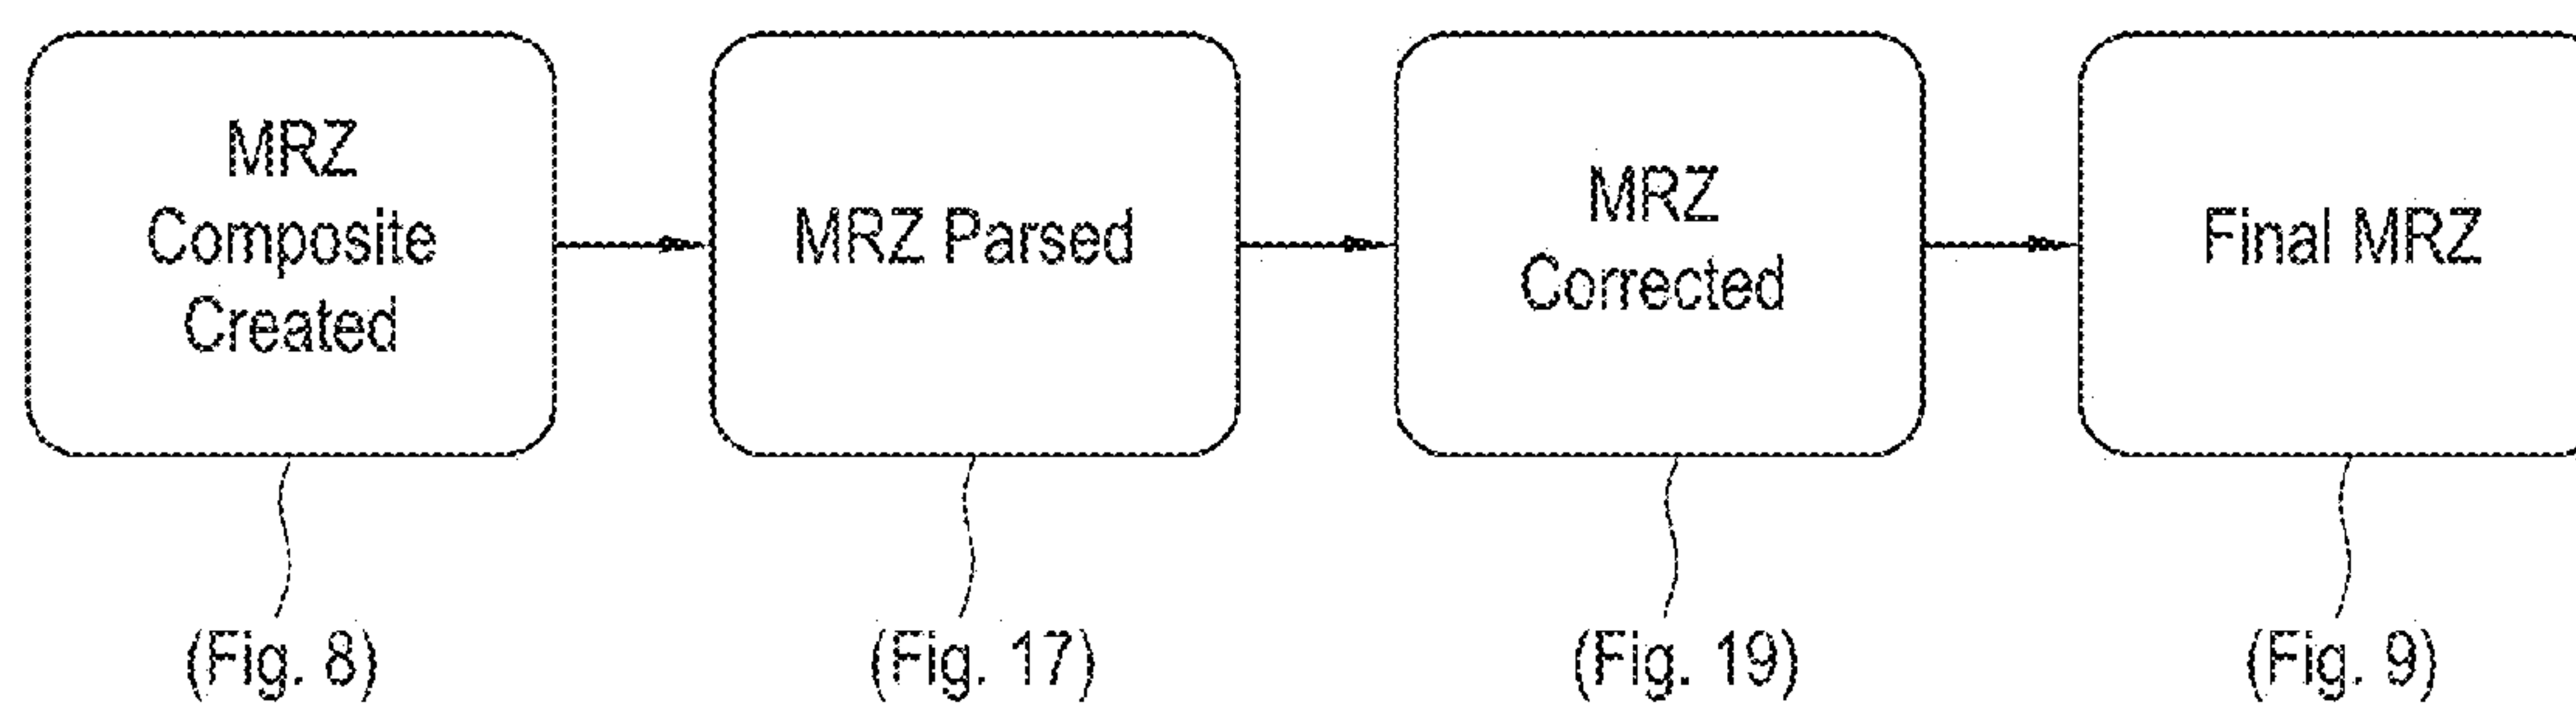 MRZ
Composite
Created
MRZ Parsed
MRZ
Corrected
Final MRZ
(Fig. 8)
(Fig. 17)
(Fig. 19)
(Fig. 9)